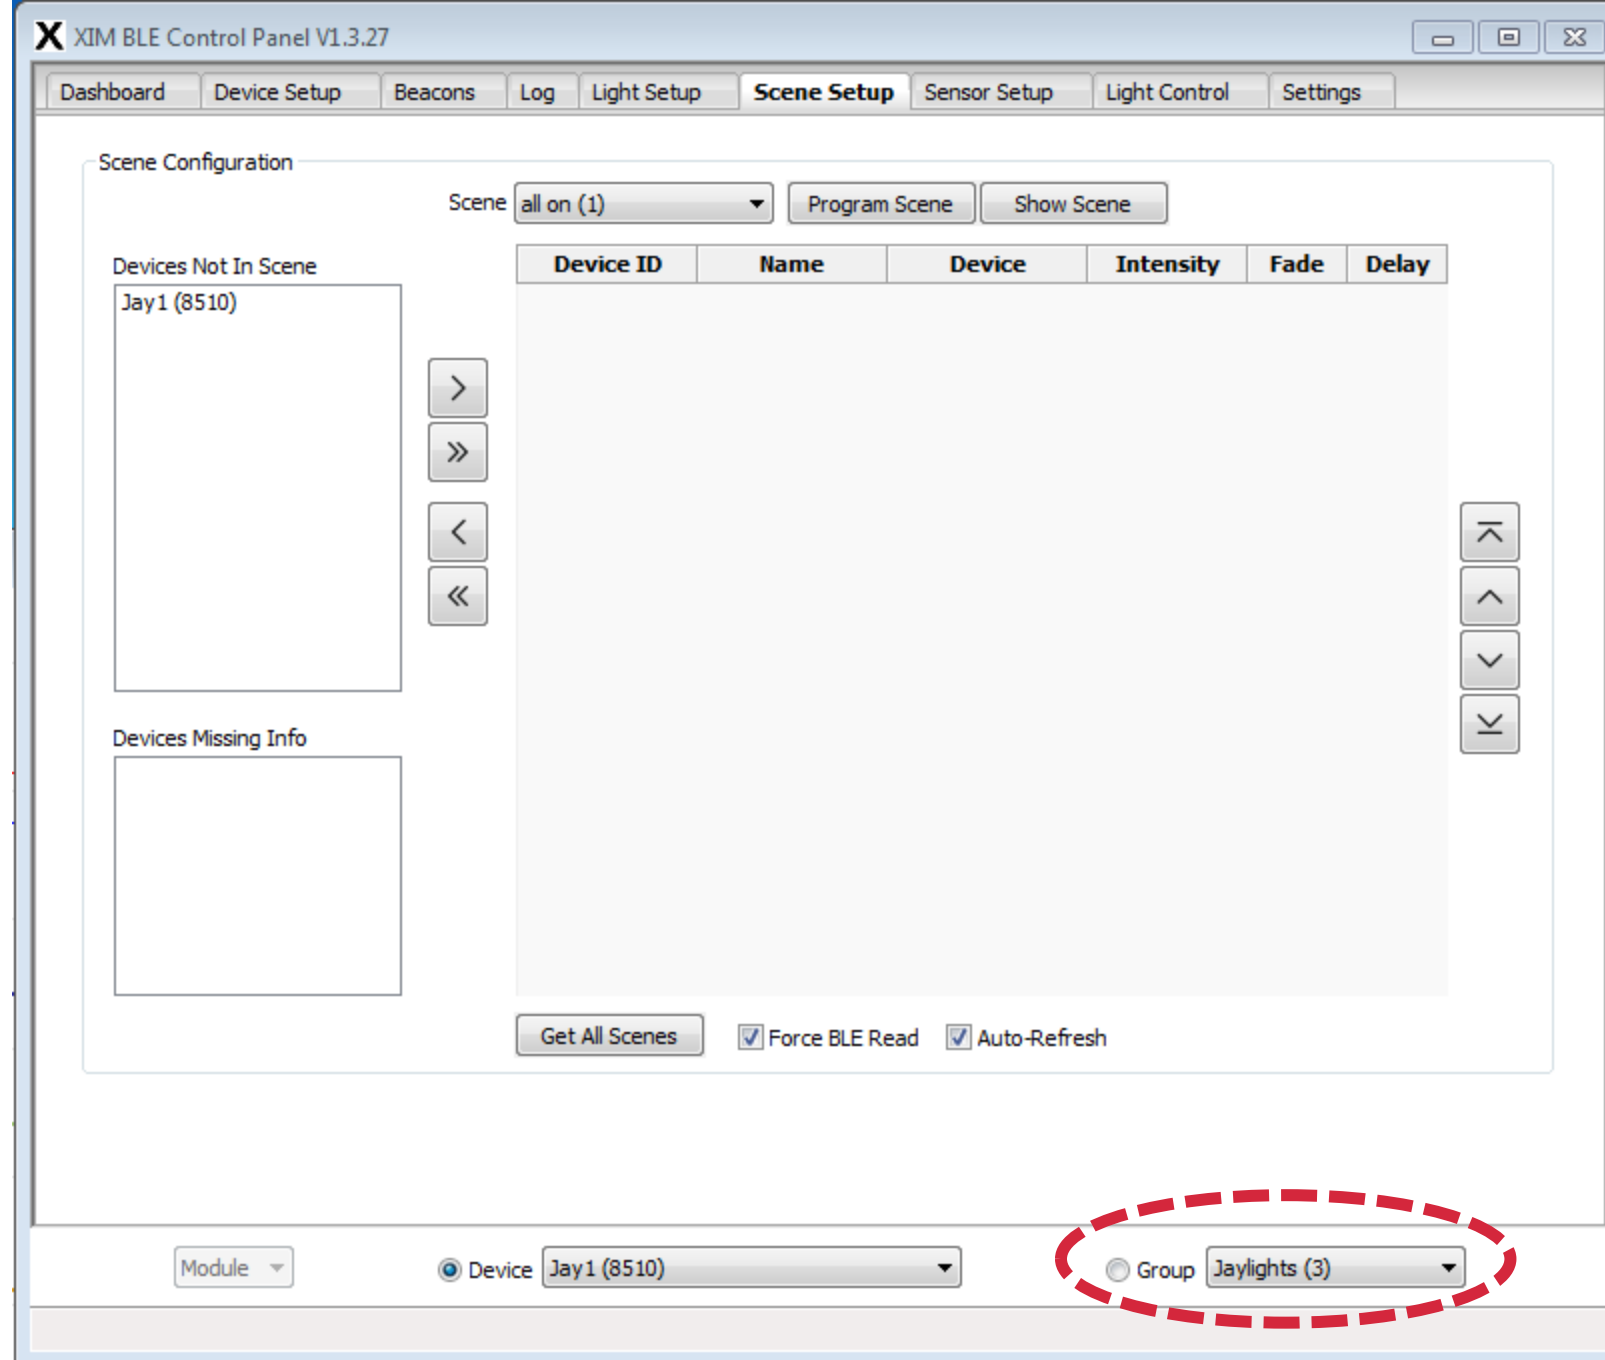 X XIM BLE Control Panel V1.3.27
Dashboard Device Setup Beacons Log Light Setup Scene Setup Sensor Setup Light Control Settings
Scene Configuration
Scene all on (1) Program Scene Show Scene
Devices Not In Scene Device ID Name Device Intensity Fade Delay
Jay1 (8510)
Devices Missing Info
Get All Scenes Force BLE Read Auto-Refresh
Module Device Jay1 (8510) Group Jaylights (3)